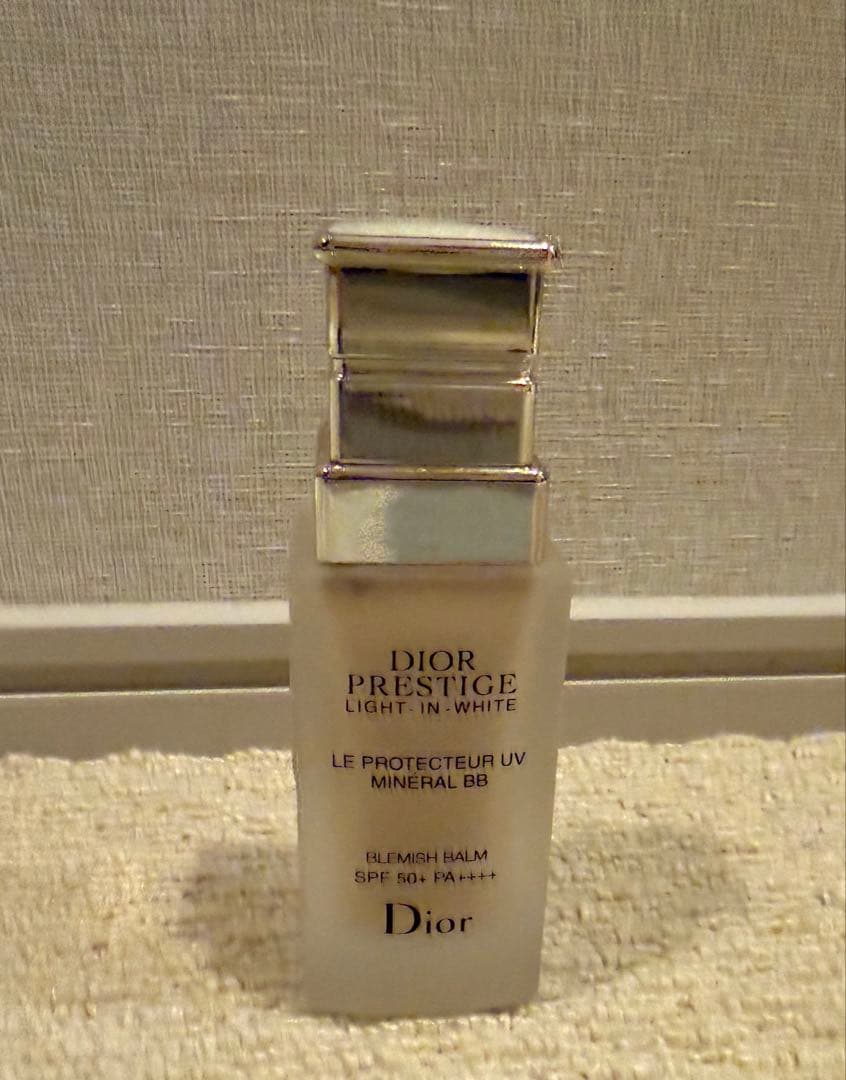 DIOR
PRESTIGE
LIGHT-IN-WHITE
LE PROTECTEUR UV
MINÉRAL BB
BLEMISH BALM
SPF 50+ PA++++
Dior